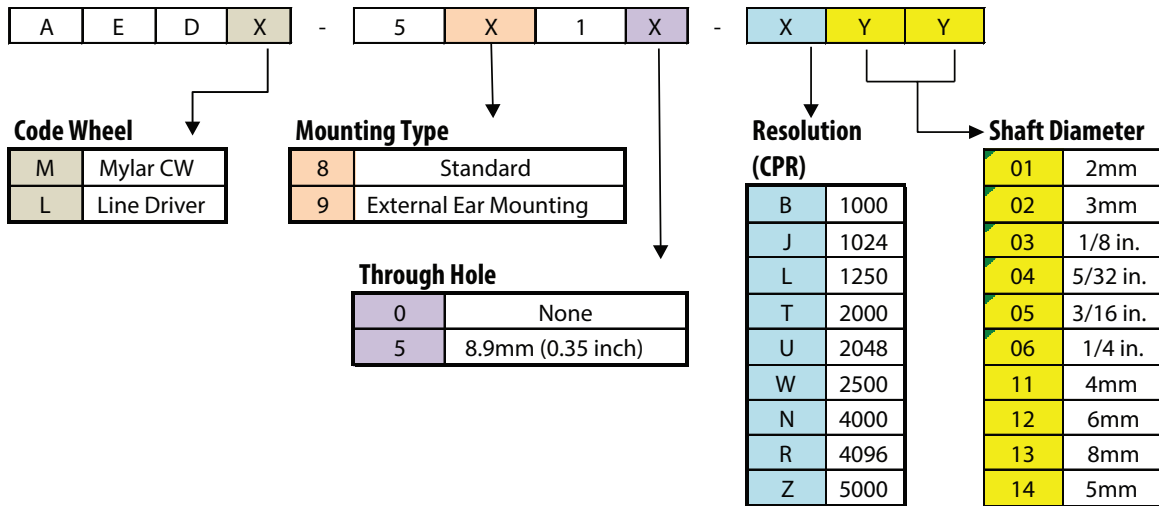 A E D X - 5 X 1 X - X Y Y
Code Wheel
M Mylar CW
L Line Driver
Mounting Type
8 Standard
9 External Ear Mounting
Through Hole
0 None
5 8.9mm (0.35 inch)
Resolution
(CPR)
B 1000
J 1024
L 1250
T 2000
U 2048
W 2500
N 4000
R 4096
Z 5000
Shaft Diameter
01 2mm
02 3mm
03 1/8 in.
04 5/32 in.
05 3/16 in.
06 1/4 in.
11 4mm
12 6mm
13 8mm
14 5mm